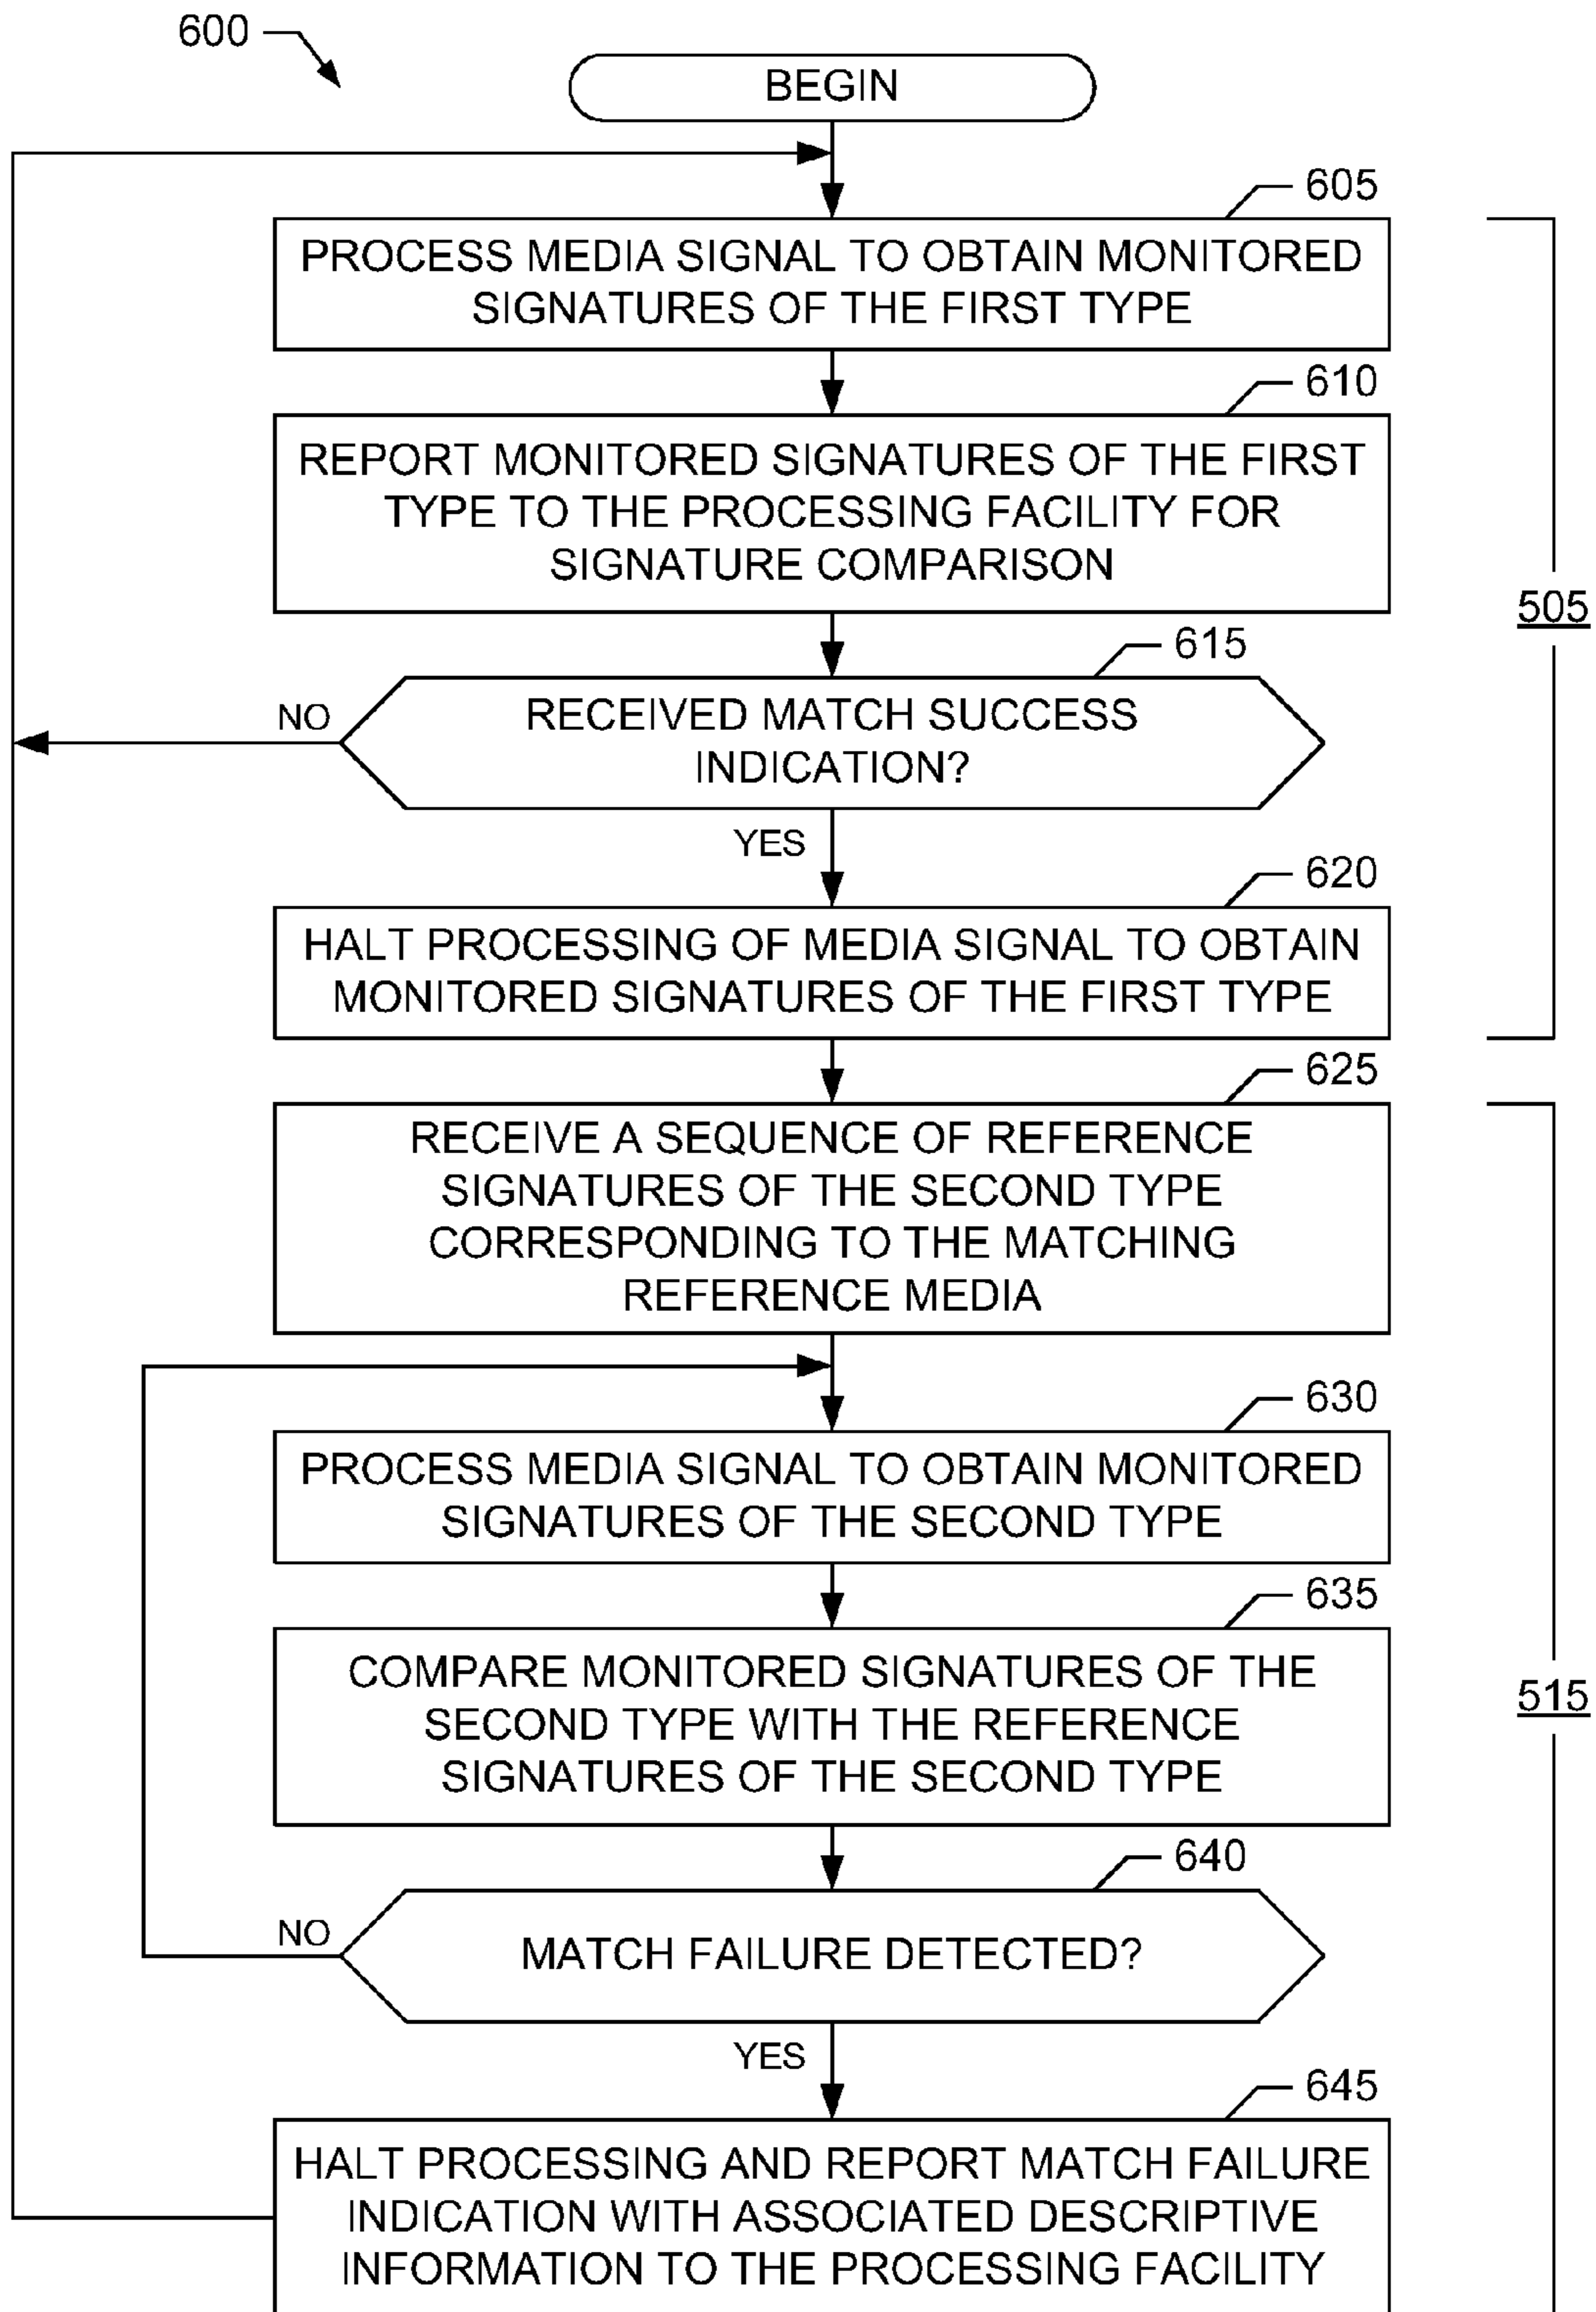 600
BEGIN
605
PROCESS MEDIA SIGNAL TO OBTAIN MONITORED
SIGNATURES OF THE FIRST TYPE
610
REPORT MONITORED SIGNATURES OF THE FIRST
TYPE TO THE PROCESSING FACILITY FOR
SIGNATURE COMPARISON
505
615
NO
RECEIVED MATCH SUCCESS
INDICATION?
YES
620
HALT PROCESSING OF MEDIA SIGNAL TO OBTAIN
MONITORED SIGNATURES OF THE FIRST TYPE
625
RECEIVE A SEQUENCE OF REFERENCE
SIGNATURES OF THE SECOND TYPE
CORRESPONDING TO THE MATCHING
REFERENCE MEDIA
630
PROCESS MEDIA SIGNAL TO OBTAIN MONITORED
SIGNATURES OF THE SECOND TYPE
635
COMPARE MONITORED SIGNATURES OF THE
SECOND TYPE WITH THE REFERENCE
SIGNATURES OF THE SECOND TYPE
515
640
NO
MATCH FAILURE DETECTED?
YES
645
HALT PROCESSING AND REPORT MATCH FAILURE
INDICATION WITH ASSOCIATED DESCRIPTIVE
INFORMATION TO THE PROCESSING FACILITY